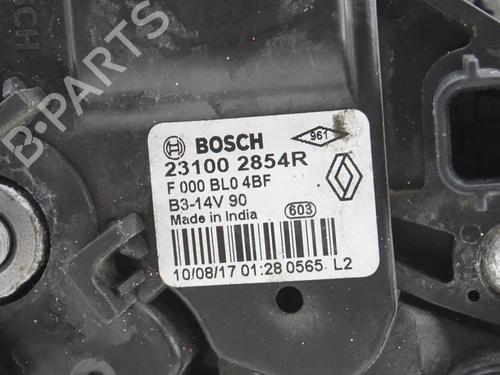 BOSCH
B-PARTS
BOSCH
961
23100 2854R
F 000 BL0 4BF
B3-14V 90
Made in India
603
10/08/17 01:28 0565 L2